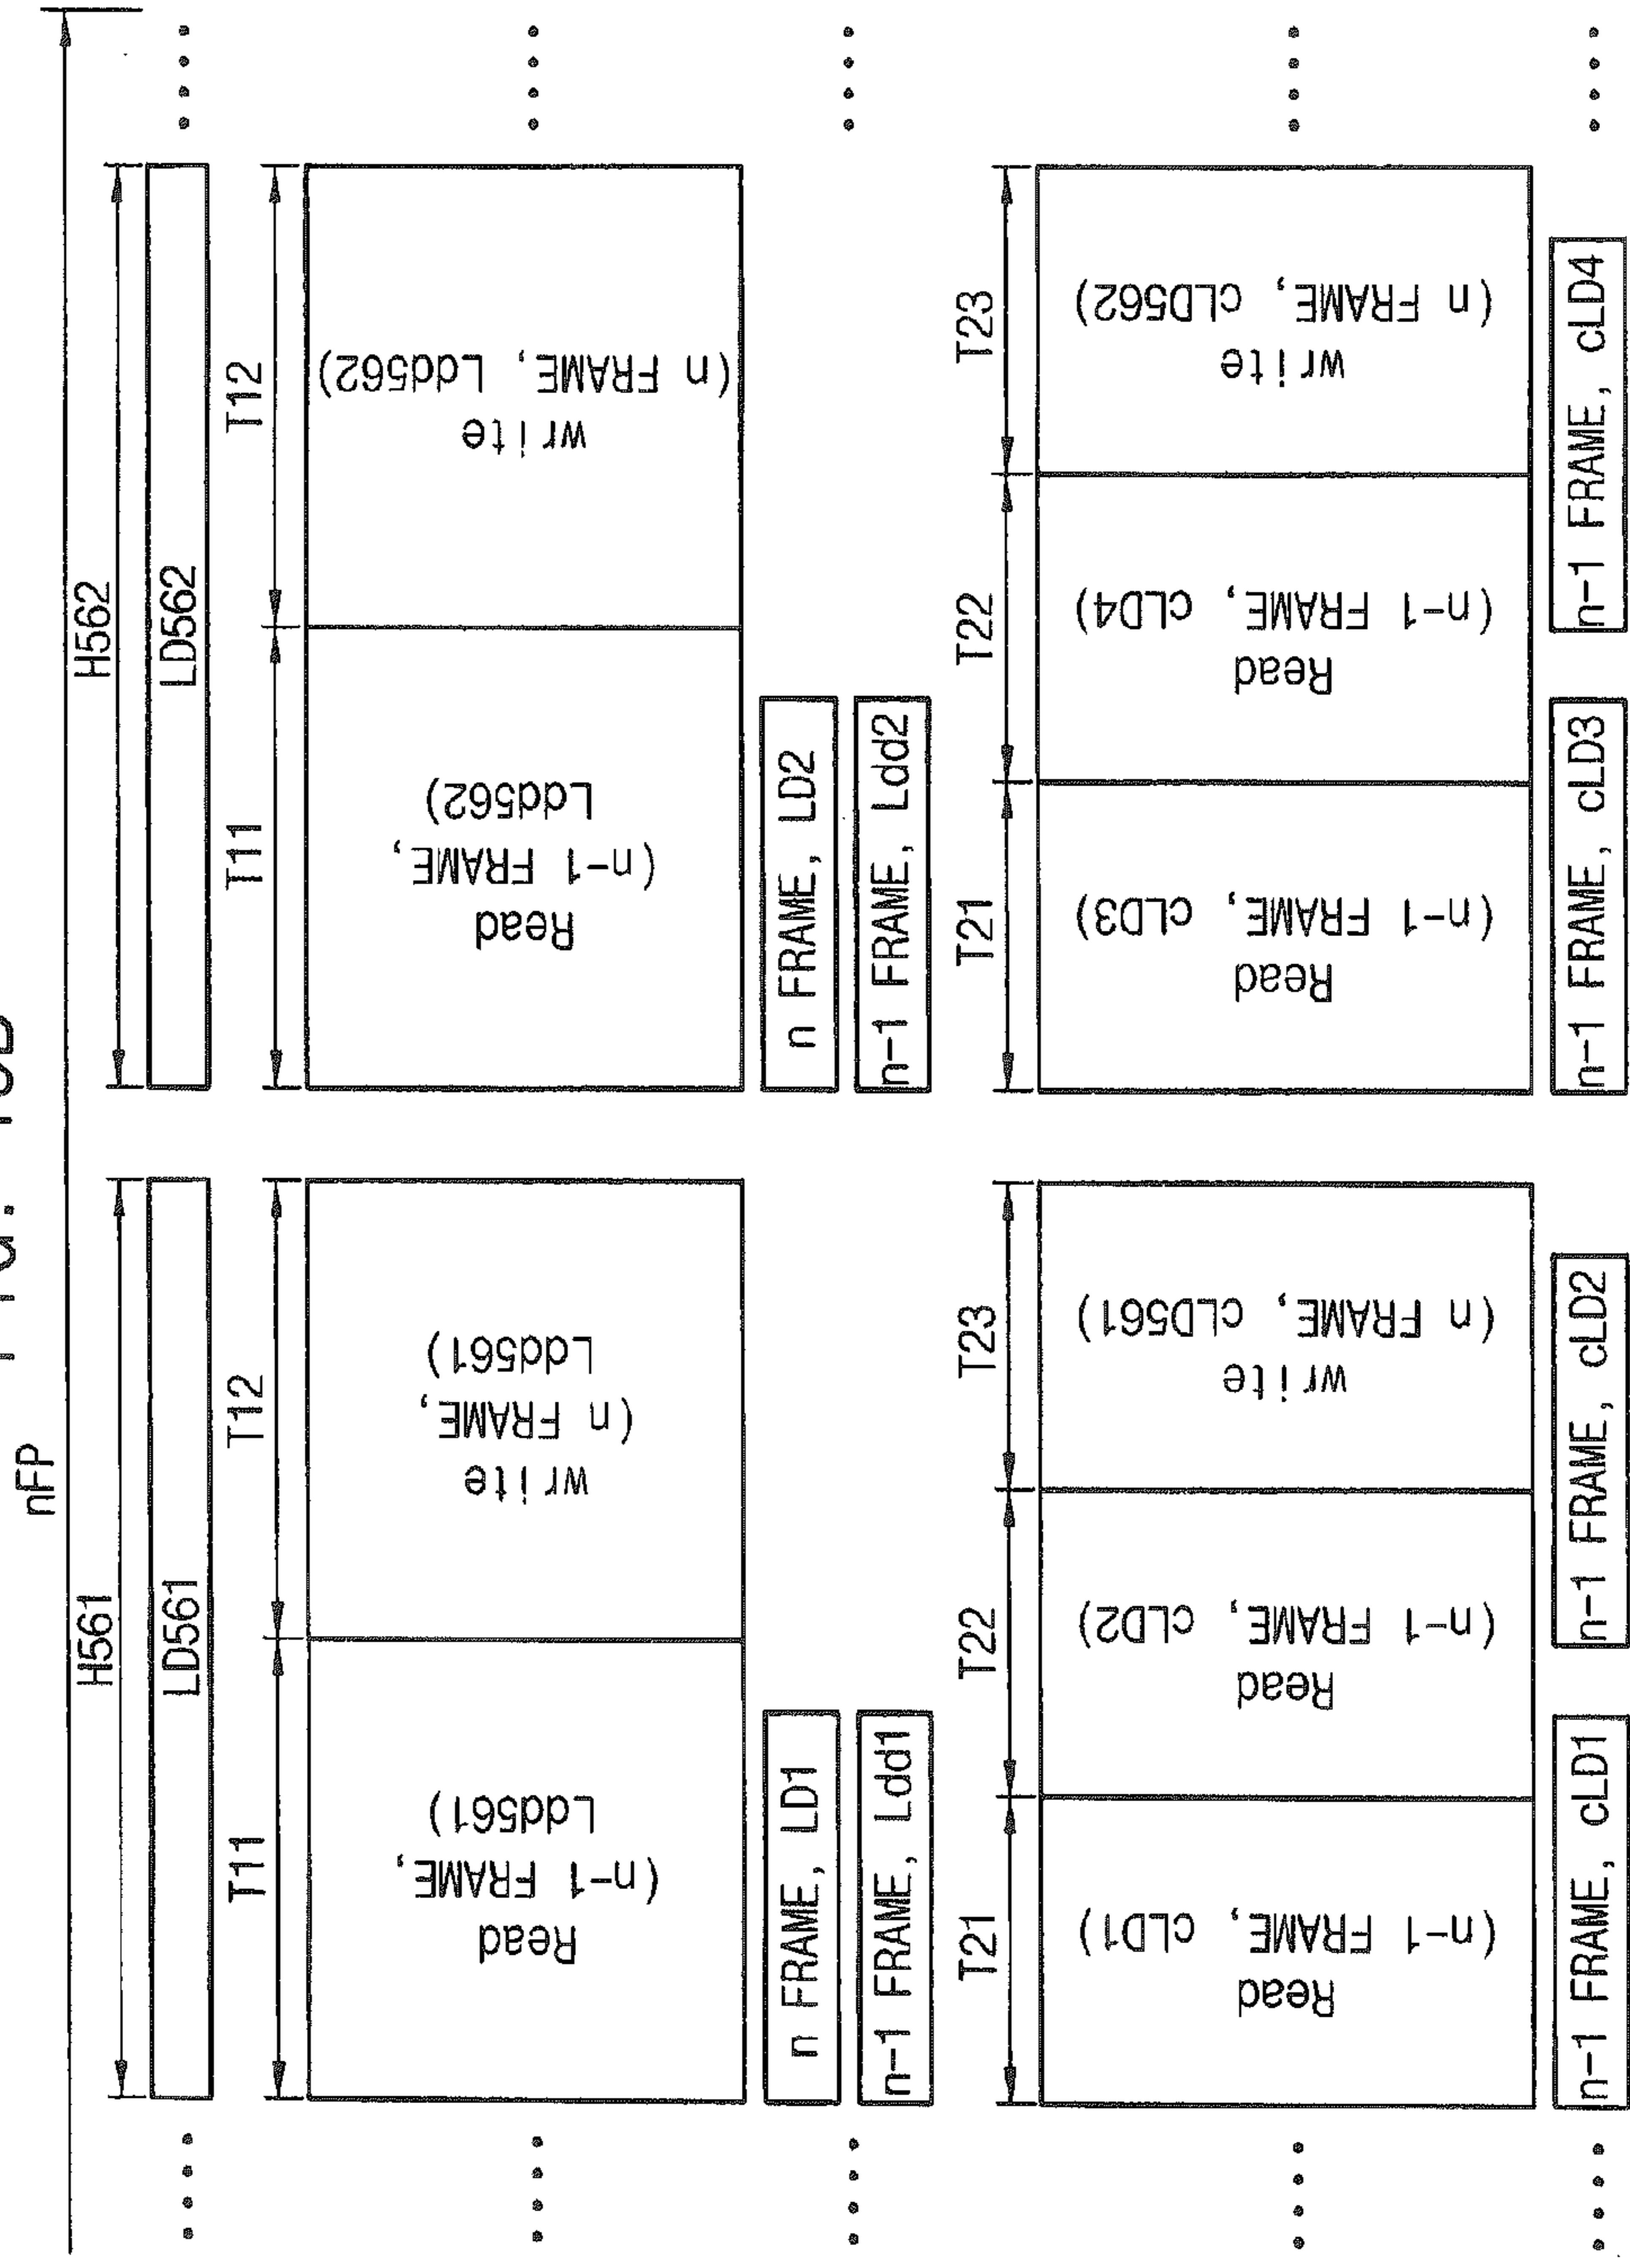 nFP
H561
H562
LD561
LD562
T11
T12
T11
T12
Read
(n-1 FRAME,
Ldd561)
write
(n FRAME,
Ldd561)
Read
(n-1 FRAME,
Ldd562)
write
(n FRAME, Ldd562)
n FRAME, LD1
n FRAME, LD2
n-1 FRAME, Ldd1
n-1 FRAME, Ldd2
T21
T22
T23
T21
T22
T23
Read
(n-1 FRAME, cLD1)
Read
(n-1 FRAME, cLD2)
write
(n FRAME, cLD561)
Read
(n-1 FRAME, cLD3)
Read
(n-1 FRAME, cLD4)
write
(n FRAME, cLD562)
n-1 FRAME, cLD1
n-1 FRAME, cLD2
n-1 FRAME, cLD3
n-1 FRAME, cLD4